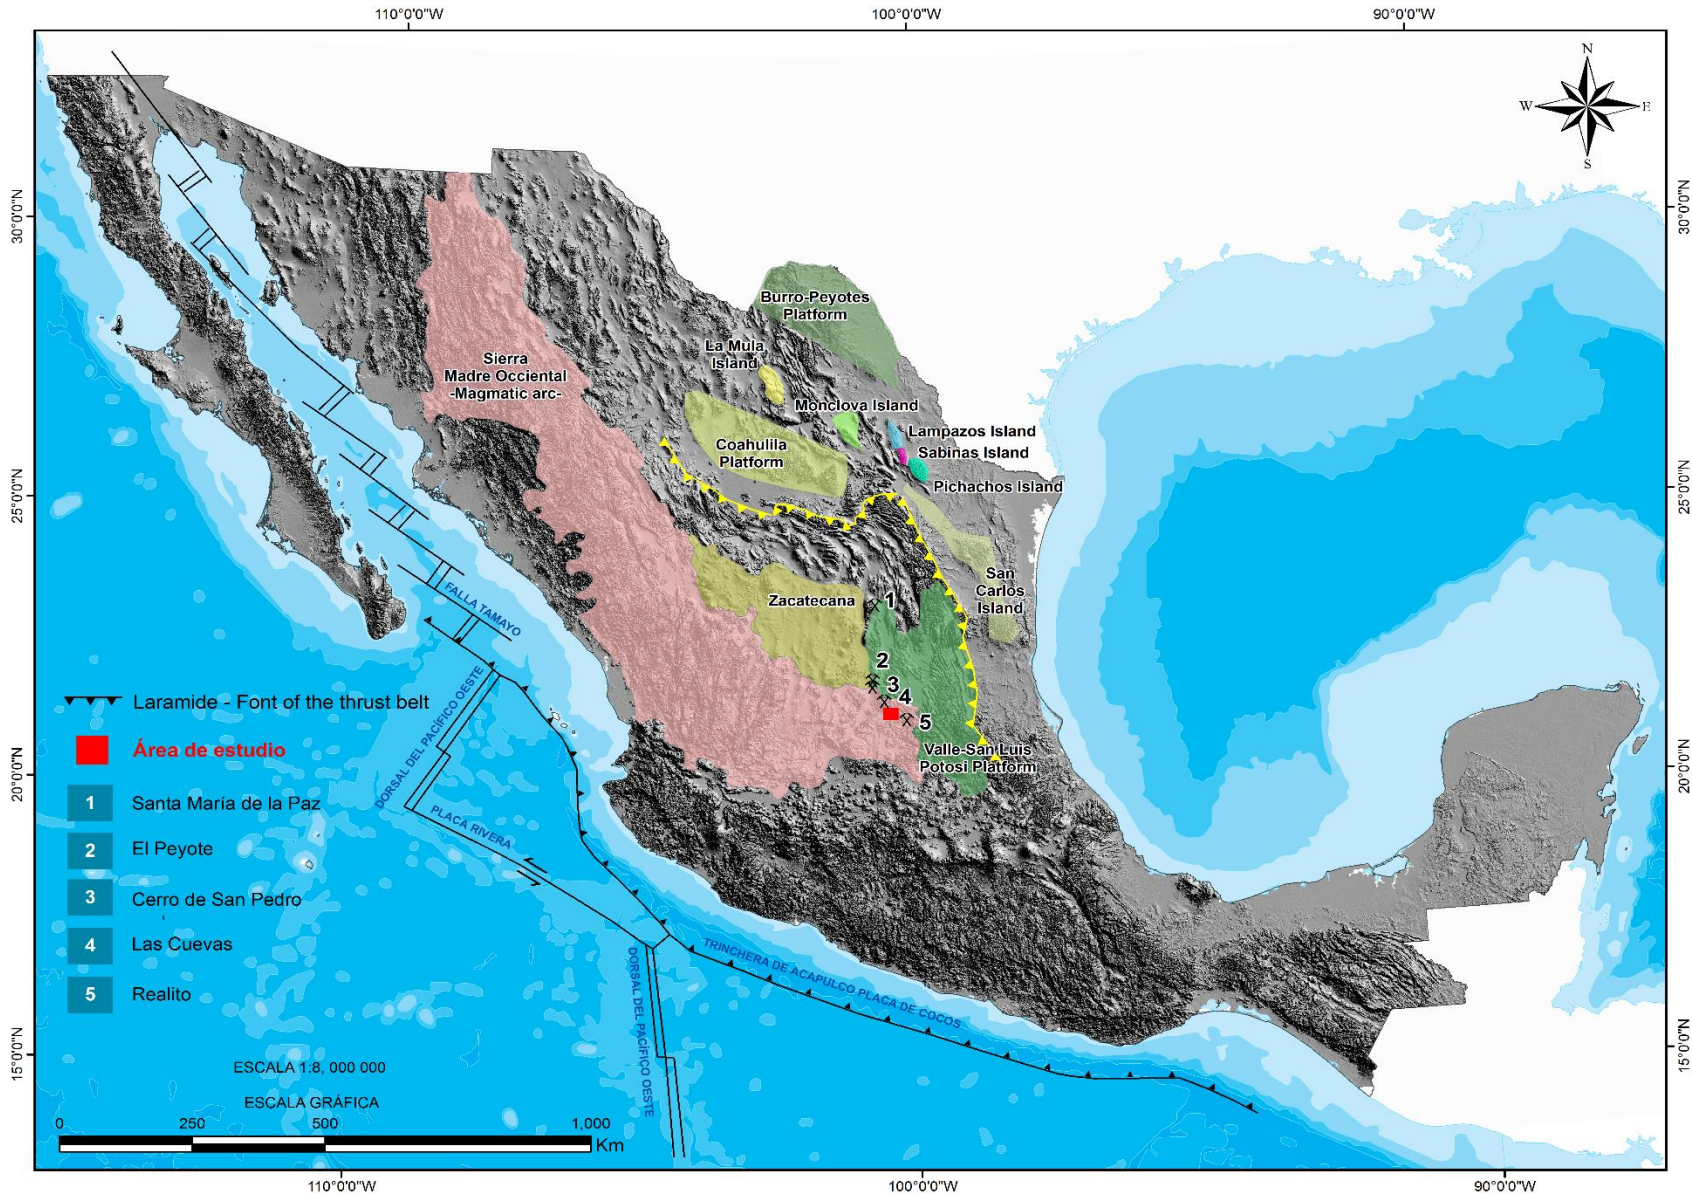 110°0'0"W
100°0'0"W
90°0'0"W
N
W
E
S
30°0'0"N
30°0'0"N
25°0'0"N
25°0'0"N
20°0'0"N
20°0'0"N
15°0'0"N
15°0'0"N
Burro-Peyotes
Platform
La Mula
Island
Sierra
Madre Occiental
-Magmatic arc-
Monclova Island
Coahulila
Platform
Lampazos Island
Sabinas Island
Pichachos Island
San
Carlos
Island
Zacatecana
1
2
3
4
5
Valle-San Luis
Potosi Platform
FALLA TAMAYO
DORSAL DEL PACÍFICO OESTE
PLACA RIVERA
TRINCHERA DE ACAPULCO PLACA DE COCOS
DORSAL DEL PACÍFICO OESTE
Laramide - Font of the thrust belt
Área de estudio
1 Santa María de la Paz
2 El Peyote
3 Cerro de San Pedro
4 Las Cuevas
5 Realito
ESCALA 1:8, 000 000
ESCALA GRÁFICA
0 250 500 1,000
Km
110°0'0"W
100°0'0"W
90°0'0"W